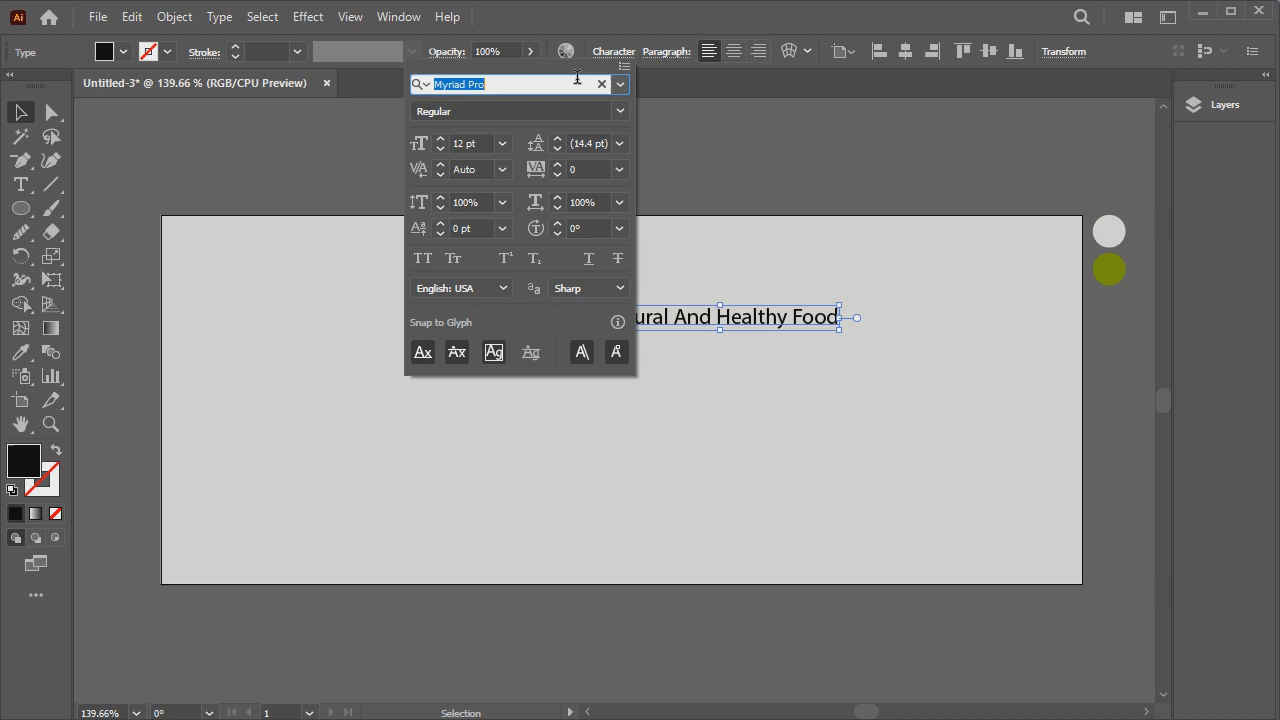 Ai File Edit Object Type Select Effect View Window Help
Type Stroke: Opacity: 100% Character Paragraph: Transform
Untitled-3* @ 139.66 % (RGB/CPU Preview)
Myriad Pro
Layers
Regular
12 pt (14.4 pt)
Auto 0
100% 100%
0 pt 0°
English: USA Sharp
ural And Healthy Food
Snap to Glyph
139.66% 0° 1 Selection